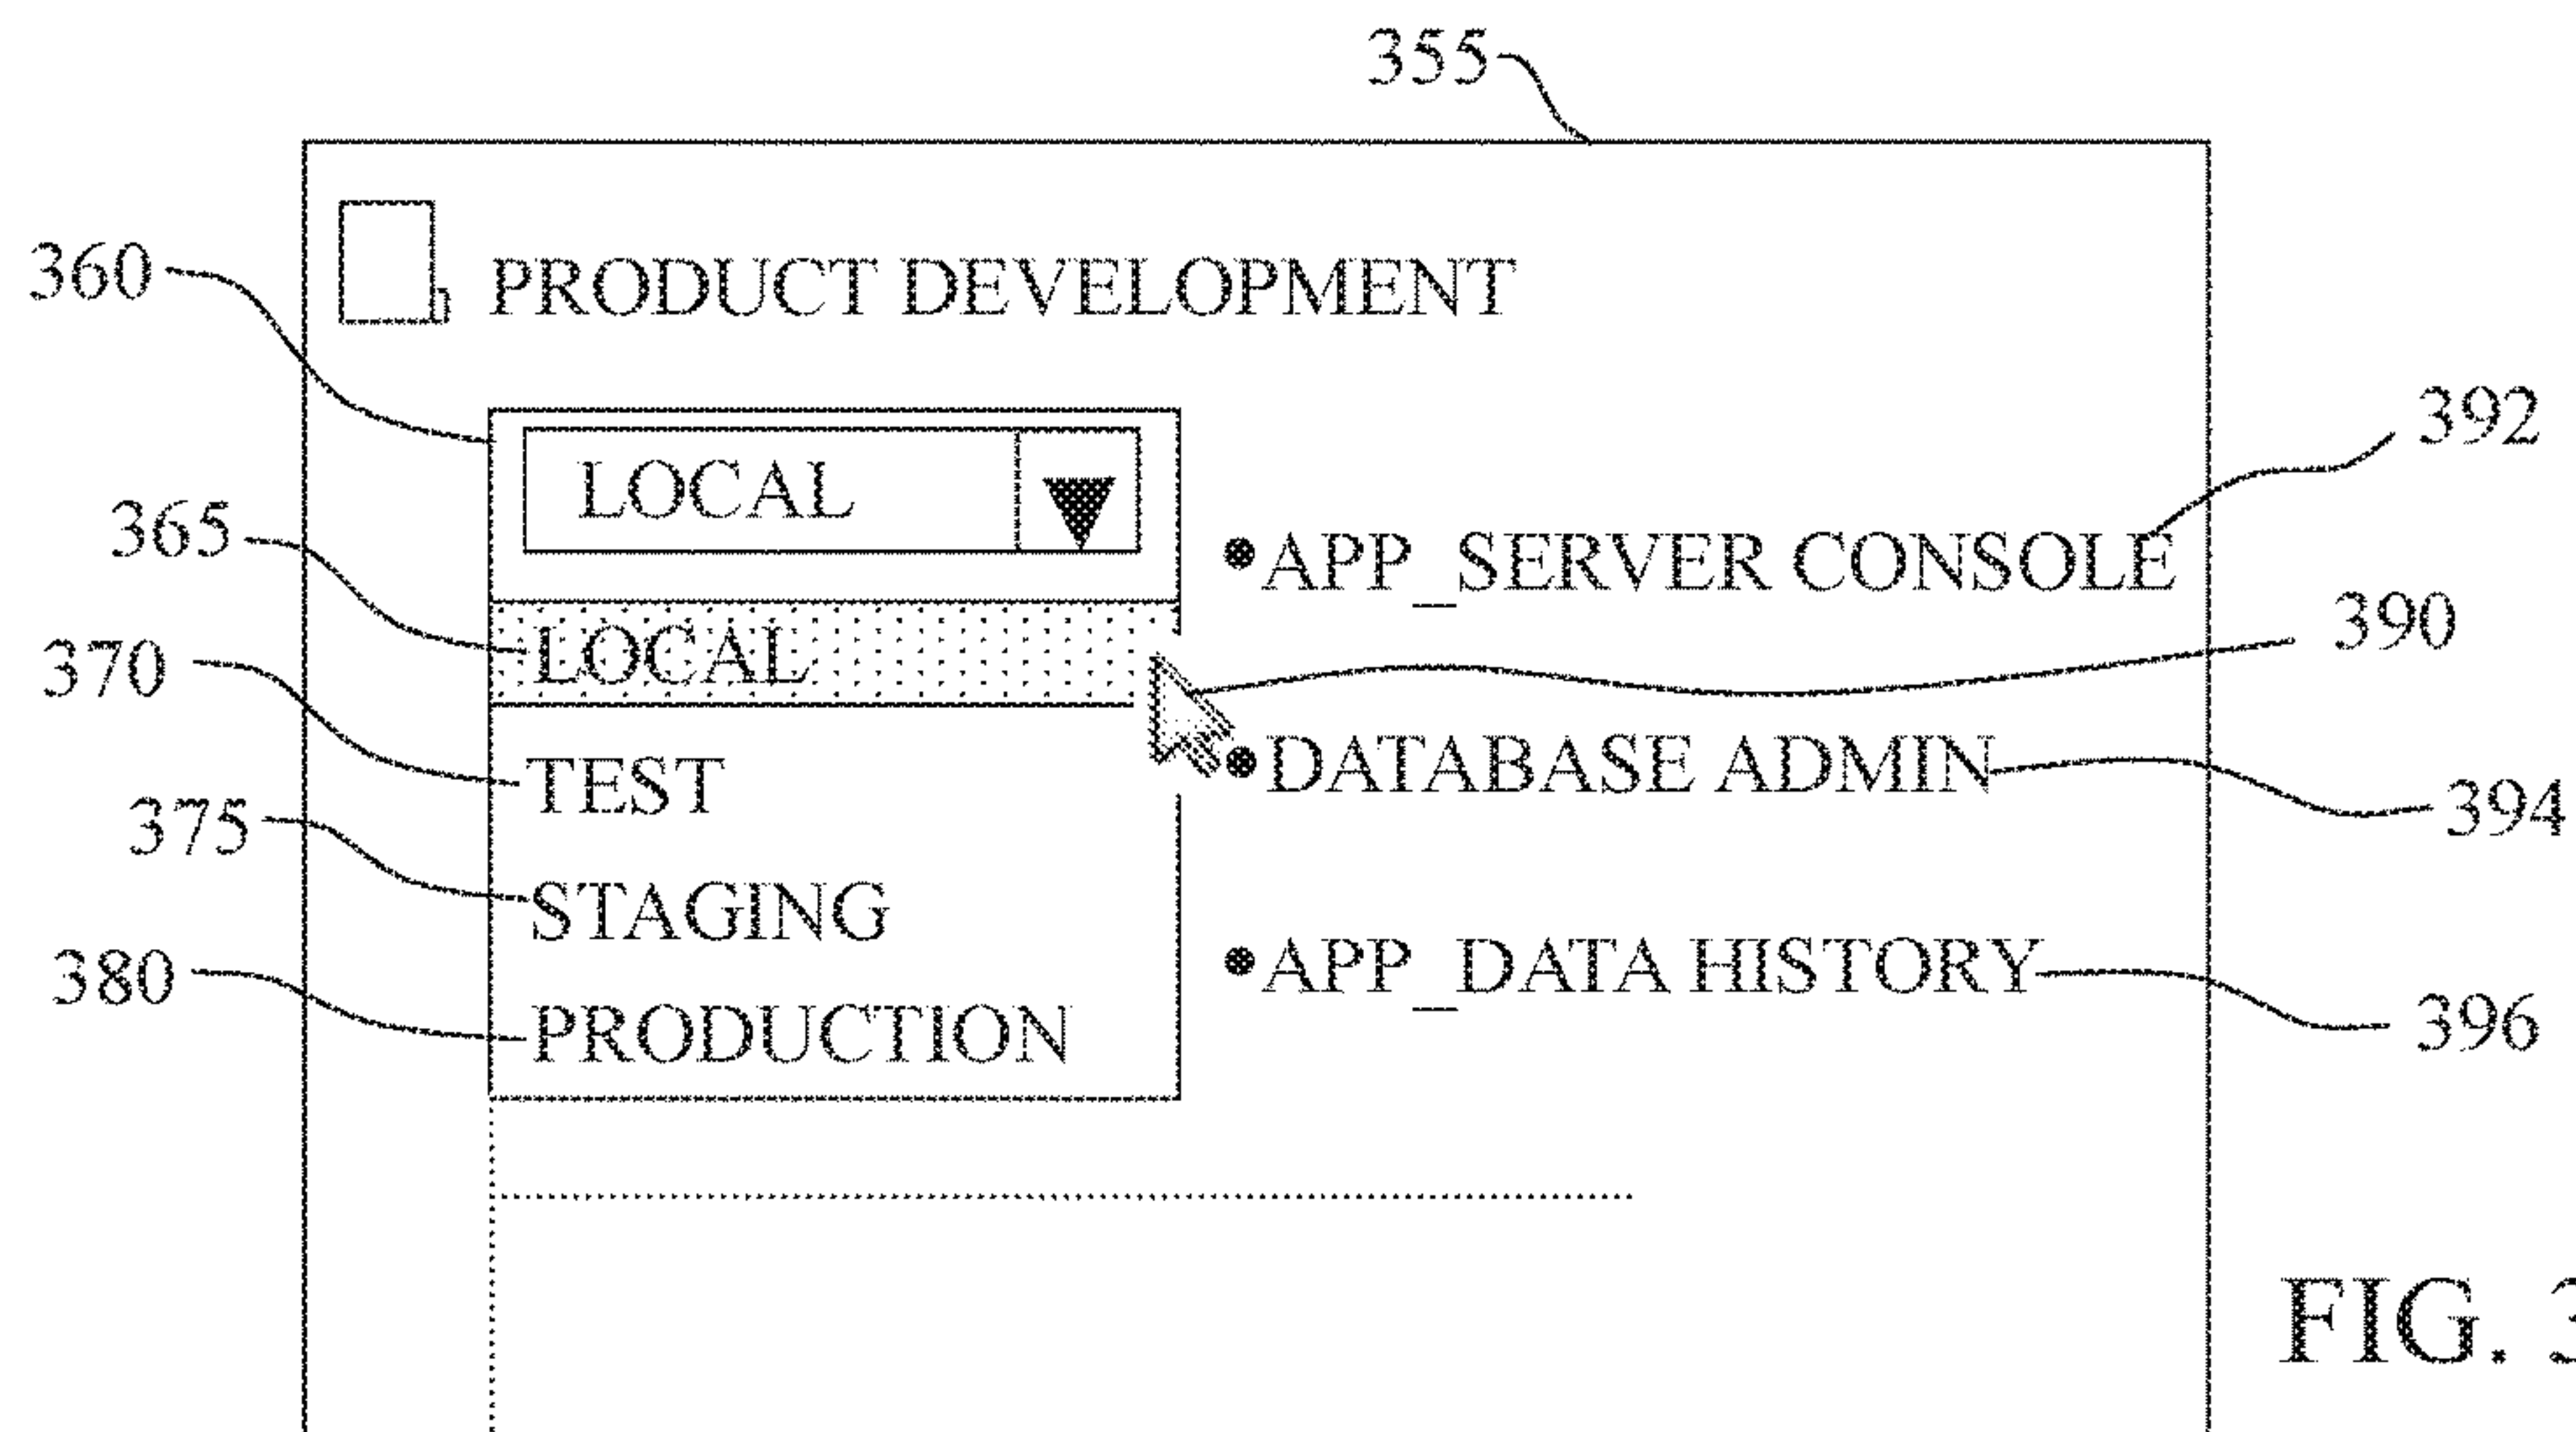 355
PRODUCT DEVELOPMENT
360
LOCAL
392
365
•APP_SERVER CONSOLE
LOCAL
390
370
TEST
•DATABASE ADMIN
375
394
STAGING
380
•APP_DATA HISTORY
PRODUCTION
396
FIG. 3